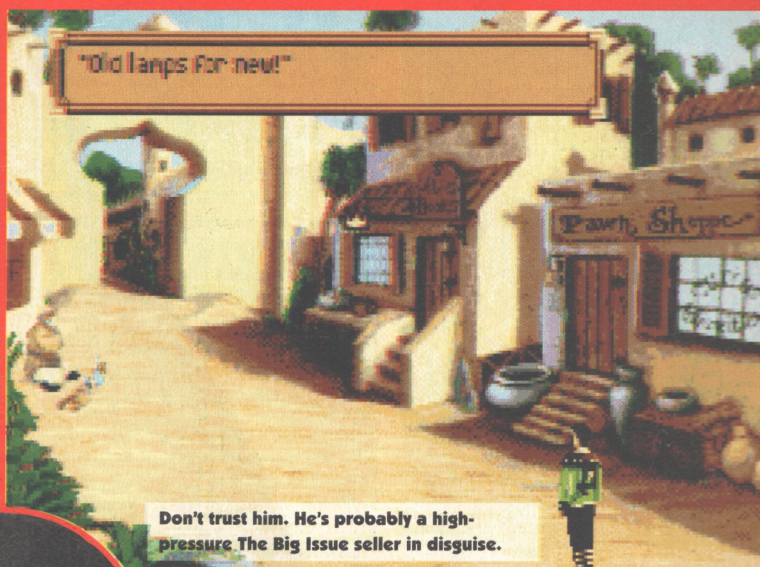 "Old lamps for new!"
Pawn Shoppe
Don't trust him. He's probably a high-
pressure The Big Issue seller in disguise.